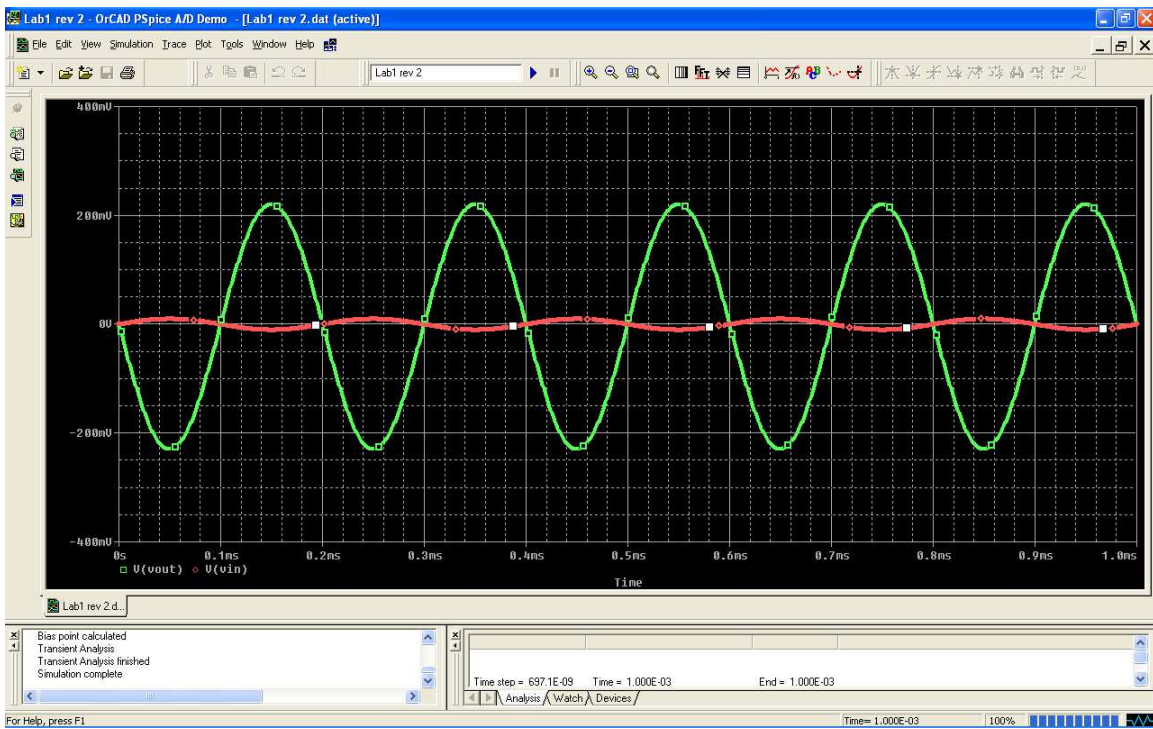 Lab1 rev 2 - OrCAD PSpice A/D Demo - [Lab1 rev 2.dat (active)]
File Edit View Simulation Trace Plot Tools Window Help
Lab1 rev 2
400mV
200mV
0V
-200mV
-400mV
0s 0.1ms 0.2ms 0.3ms 0.4ms 0.5ms 0.6ms 0.7ms 0.8ms 0.9ms 1.0ms
V(vout) V(vin)
Time
Lab1 rev 2.d...
Bias point calculated
Transient Analysis
Transient Analysis finished
Simulation complete
Time step = 697.1E-09 Time = 1.000E-03 End = 1.000E-03
Analysis Watch Devices
For Help, press F1 Time= 1.000E-03 100%